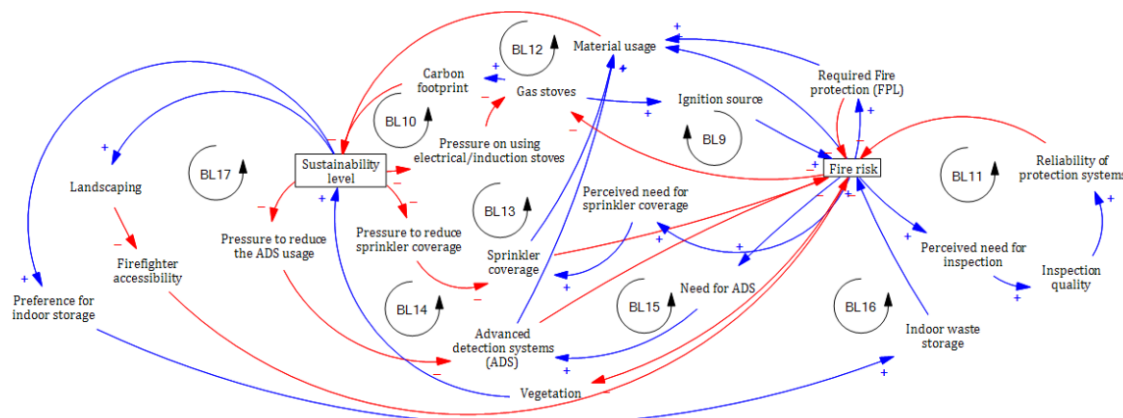 BL12
Material usage
Carbon
footprint
Gas stoves
Ignition source
Required Fire
protection (FPL)
BL10
BL9
Pressure on using
electrical/induction stoves
BL17
Sustainability
level
Landscaping
Fire risk
BL11
Reliability of
protection systems
BL13
Perceived need for
sprinkler coverage
Pressure to reduce
the ADS usage
Pressure to reduce
sprinkler coverage
Firefighter
accessibility
Sprinkler
coverage
Perceived need for
inspection
Inspection
quality
Preference for
indoor storage
BL14
BL15
Need for ADS
BL16
Indoor waste
storage
Advanced
detection systems
(ADS)
Vegetation